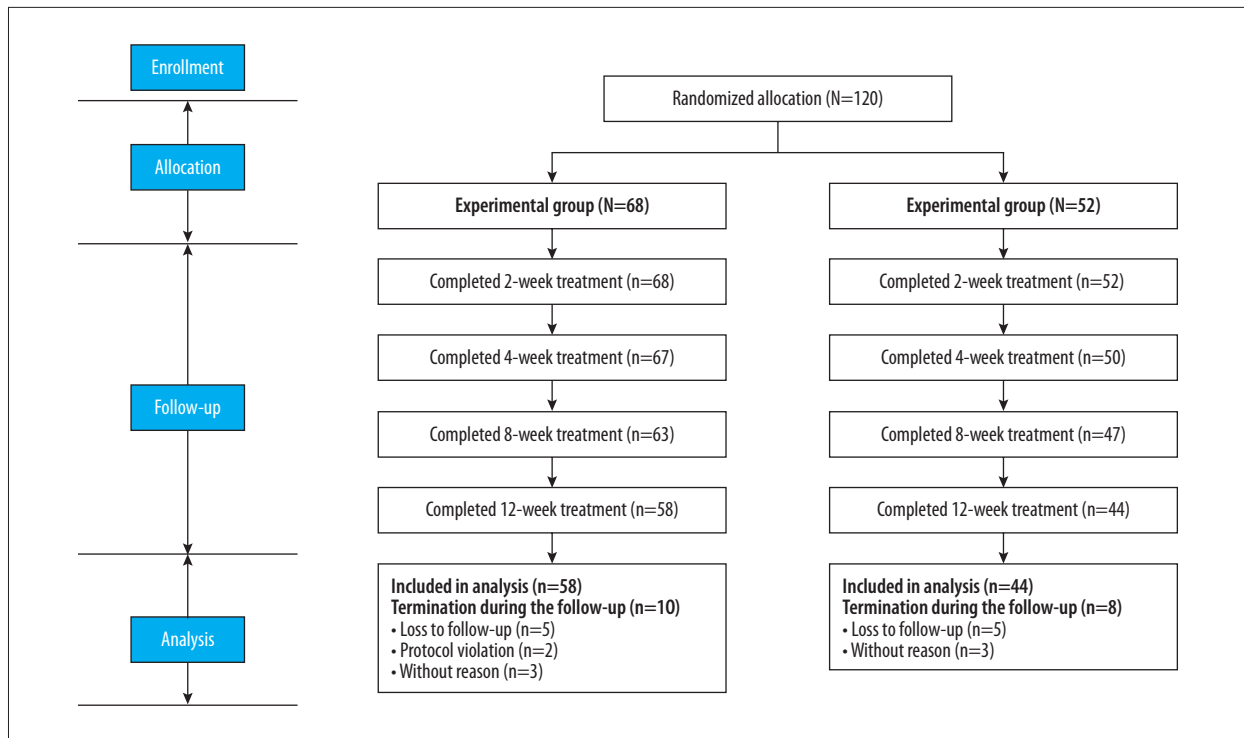 Enrollment
Randomized allocation (N=120)
Allocation
Experimental group (N=68)
Experimental group (N=52)
Completed 2-week treatment (n=68)
Completed 2-week treatment (n=52)
Completed 4-week treatment (n=67)
Completed 4-week treatment (n=50)
Follow-up
Completed 8-week treatment (n=63)
Completed 8-week treatment (n=47)
Completed 12-week treatment (n=58)
Completed 12-week treatment (n=44)
Analysis
Included in analysis (n=58)
Termination during the follow-up (n=10)
• Loss to follow-up (n=5)
• Protocol violation (n=2)
• Without reason (n=3)
Included in analysis (n=44)
Termination during the follow-up (n=8)
• Loss to follow-up (n=5)
• Without reason (n=3)